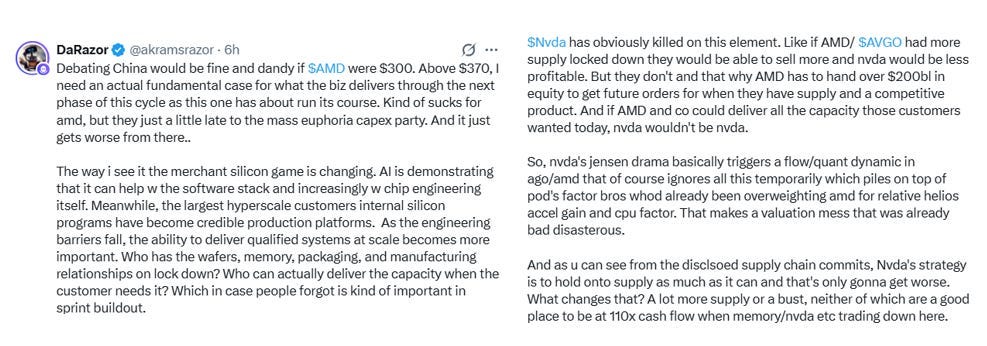 DaRazor @akramsrazor · 6h
Debating China would be fine and dandy if $AMD were $300. Above $370, I
need an actual fundamental case for what the biz delivers through the next
phase of this cycle as this one has about run its course. Kind of sucks for
amd, but they just a little late to the mass euphoria capex party. And it just
gets worse from there..
The way i see it the merchant silicon game is changing. AI is demonstrating
that it can help w the software stack and increasingly w chip engineering
itself. Meanwhile, the largest hyperscale customers internal silicon
programs have become credible production platforms. As the engineering
barriers fall, the ability to deliver qualified systems at scale becomes more
important. Who has the wafers, memory, packaging, and manufacturing
relationships on lock down? Who can actually deliver the capacity when the
customer needs it? Which in case people forgot is kind of important in
sprint buildout.
$Nvda has obviously killed on this element. Like if AMD/ $AVGO had more
supply locked down they would be able to sell more and nvda would be less
profitable. But they don't and that why AMD has to hand over $200bl in
equity to get future orders for when they have supply and a competitive
product. And if AMD and co could deliver all the capacity those customers
wanted today, nvda wouldn't be nvda.
So, nvda's jensen drama basically triggers a flow/quant dynamic in
ago/amd that of course ignores all this temporarily which piles on top of
pod's factor bros whod already been overweighting amd for relative helios
accel gain and cpu factor. That makes a valuation mess that was already
bad disasterous.
And as u can see from the disclsoed supply chain commits, Nvda's strategy
is to hold onto supply as much as it can and that's only gonna get worse.
What changes that? A lot more supply or a bust, neither of which are a good
place to be at 110x cash flow when memory/nvda etc trading down here.